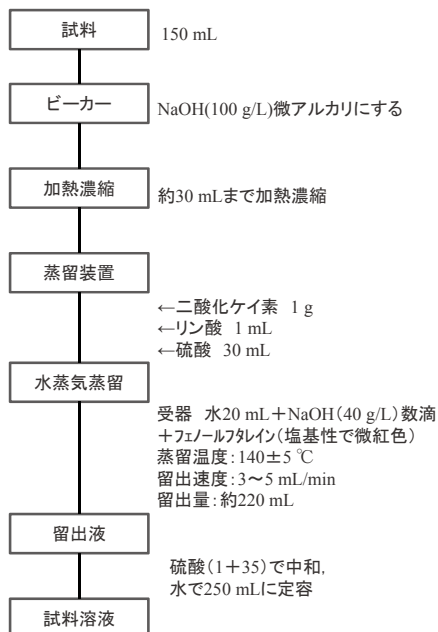 試料
150 mL
ビーカー
NaOH(100 g/L)微アルカリにする
加熱濃縮
約30 mLまで加熱濃縮
蒸留装置
←二酸化ケイ素 1 g
←リン酸 1 mL
←硫酸 30 mL
水蒸気蒸留
受器 水20 mL＋NaOH（40 g/L）数滴
＋フェノールフタレイン（塩基性で微紅色）
蒸留温度：140±5 ℃
留出速度：3～5 mL/min
留出量：約220 mL
留出液
硫酸（1＋35）で中和，
水で250 mLに定容
試料溶液